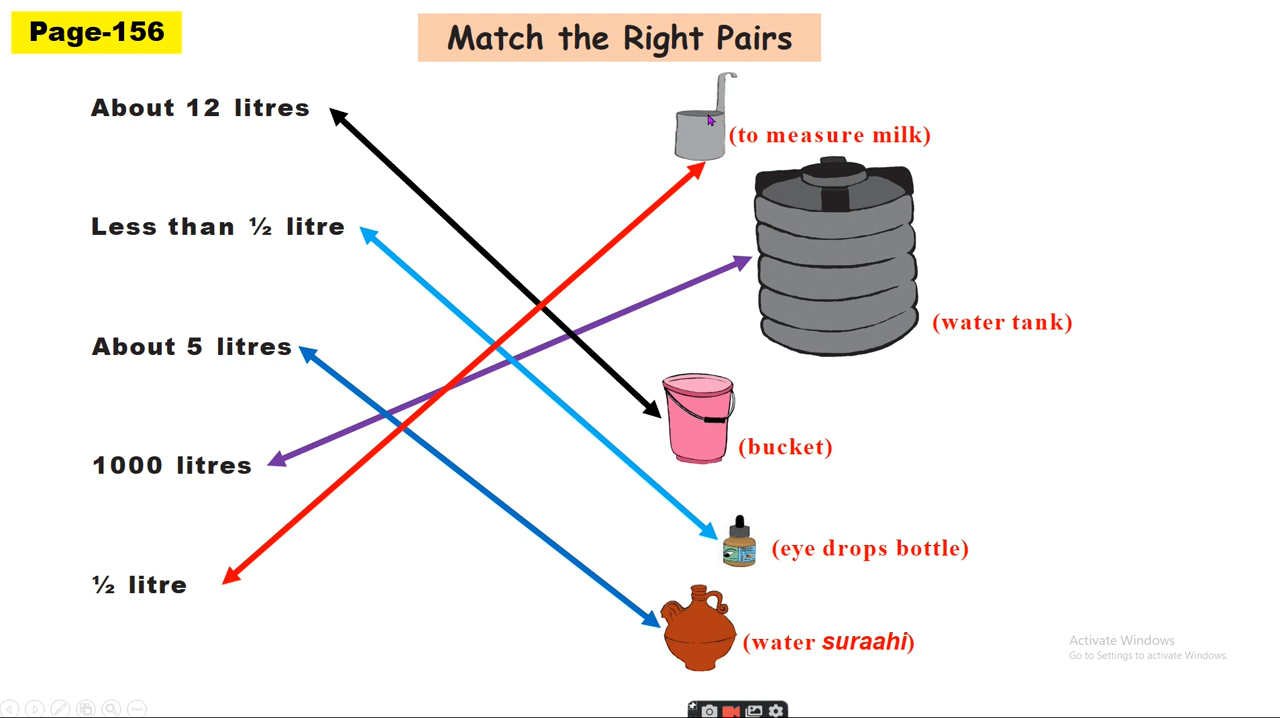 Page-156
Match the Right Pairs
About 12 litres
(to measure milk)
Less than ½ litre
(water tank)
About 5 litres
(bucket)
1000 litres
(eye drops bottle)
½ litre
(water suraahi)
Activate Windows
Go to Settings to activate Windows.